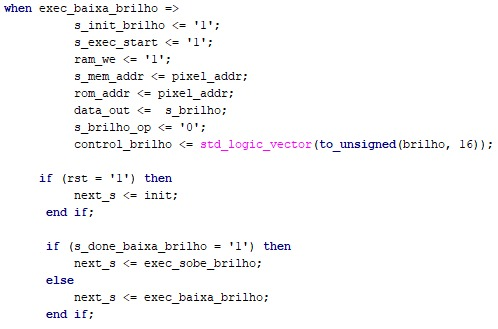 when exec_baixa_brilho =>
s_init_brilho <= '1';
s_exec_start <= '1';
ram_we <= '1';
s_mem_addr <= pixel_addr;
rom_addr <= pixel_addr;
data_out <=  s_brilho;
s_brilho_op <= '0';
control_brilho <= std_logic_vector(to_unsigned(brilho, 16));
if (rst = '1') then
next_s <= init;
end if;
if (s_done_baixa_brilho = '1') then
next_s <= exec_sobe_brilho;
else
next_s <= exec_baixa_brilho;
end if;